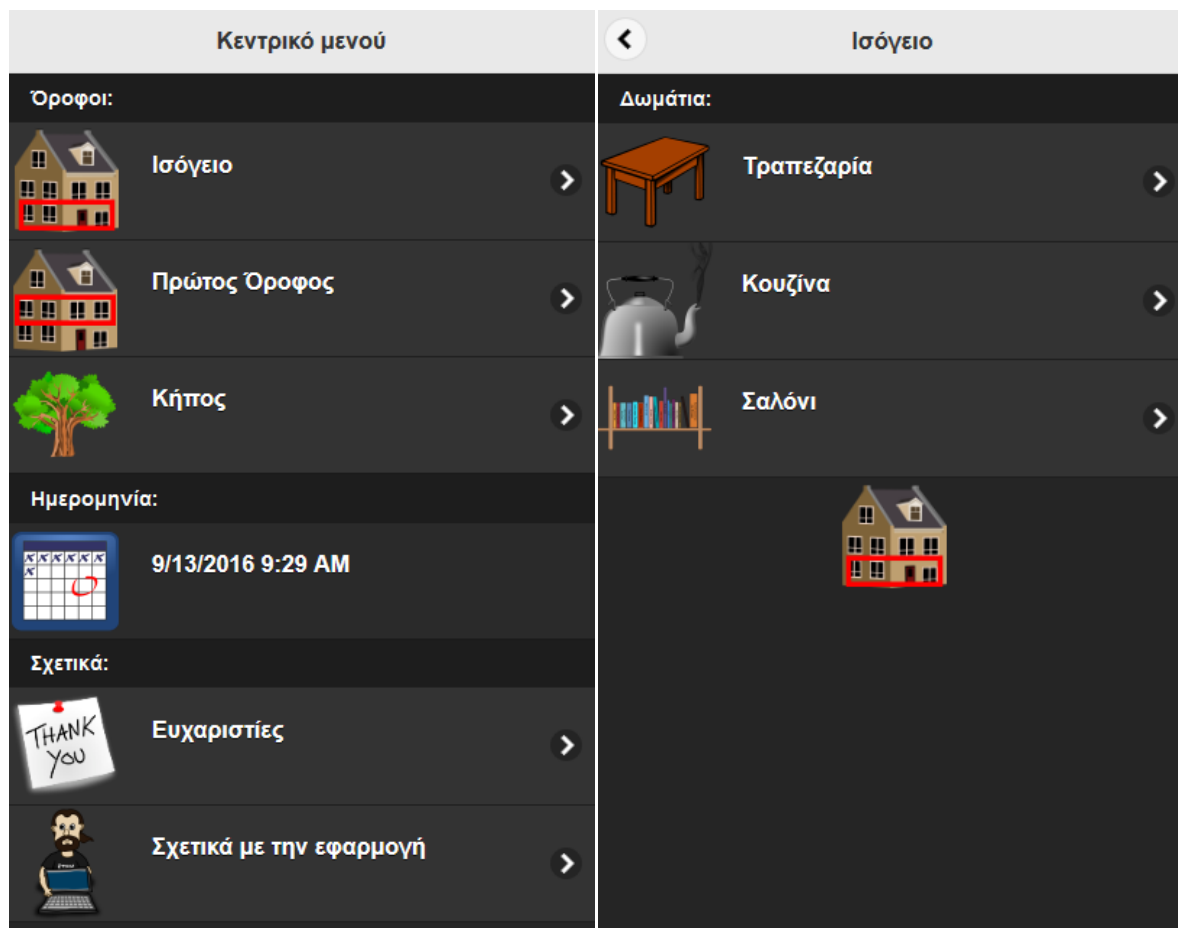 Κεντρικό μενού
Όροφοι:
Ισόγειο
Πρώτος Όροφος
Κήπος
Ημερομηνία:
9/13/2016 9:29 AM
Σχετικά:
THANK
YOU
Ευχαριστίες
Σχετικά με την εφαρμογή
Ισόγειο
Δωμάτια:
Τραπεζαρία
Κουζίνα
Σαλόνι